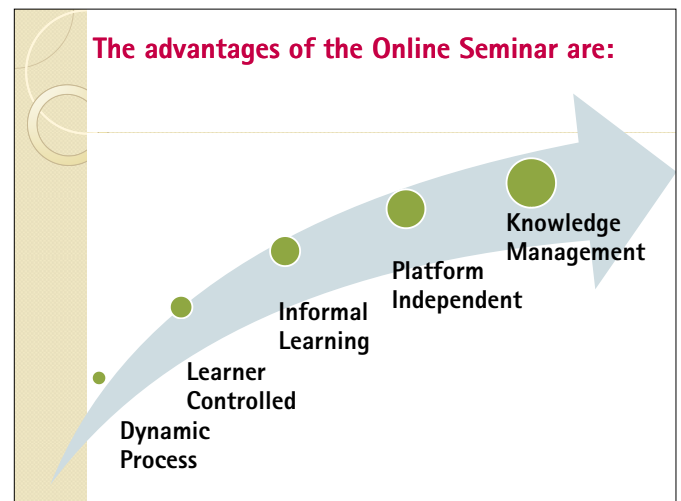 The advantages of the Online Seminar are:
Knowledge
Management
Platform
Independent
Informal
Learning
Learner
Controlled
Dynamic
Process